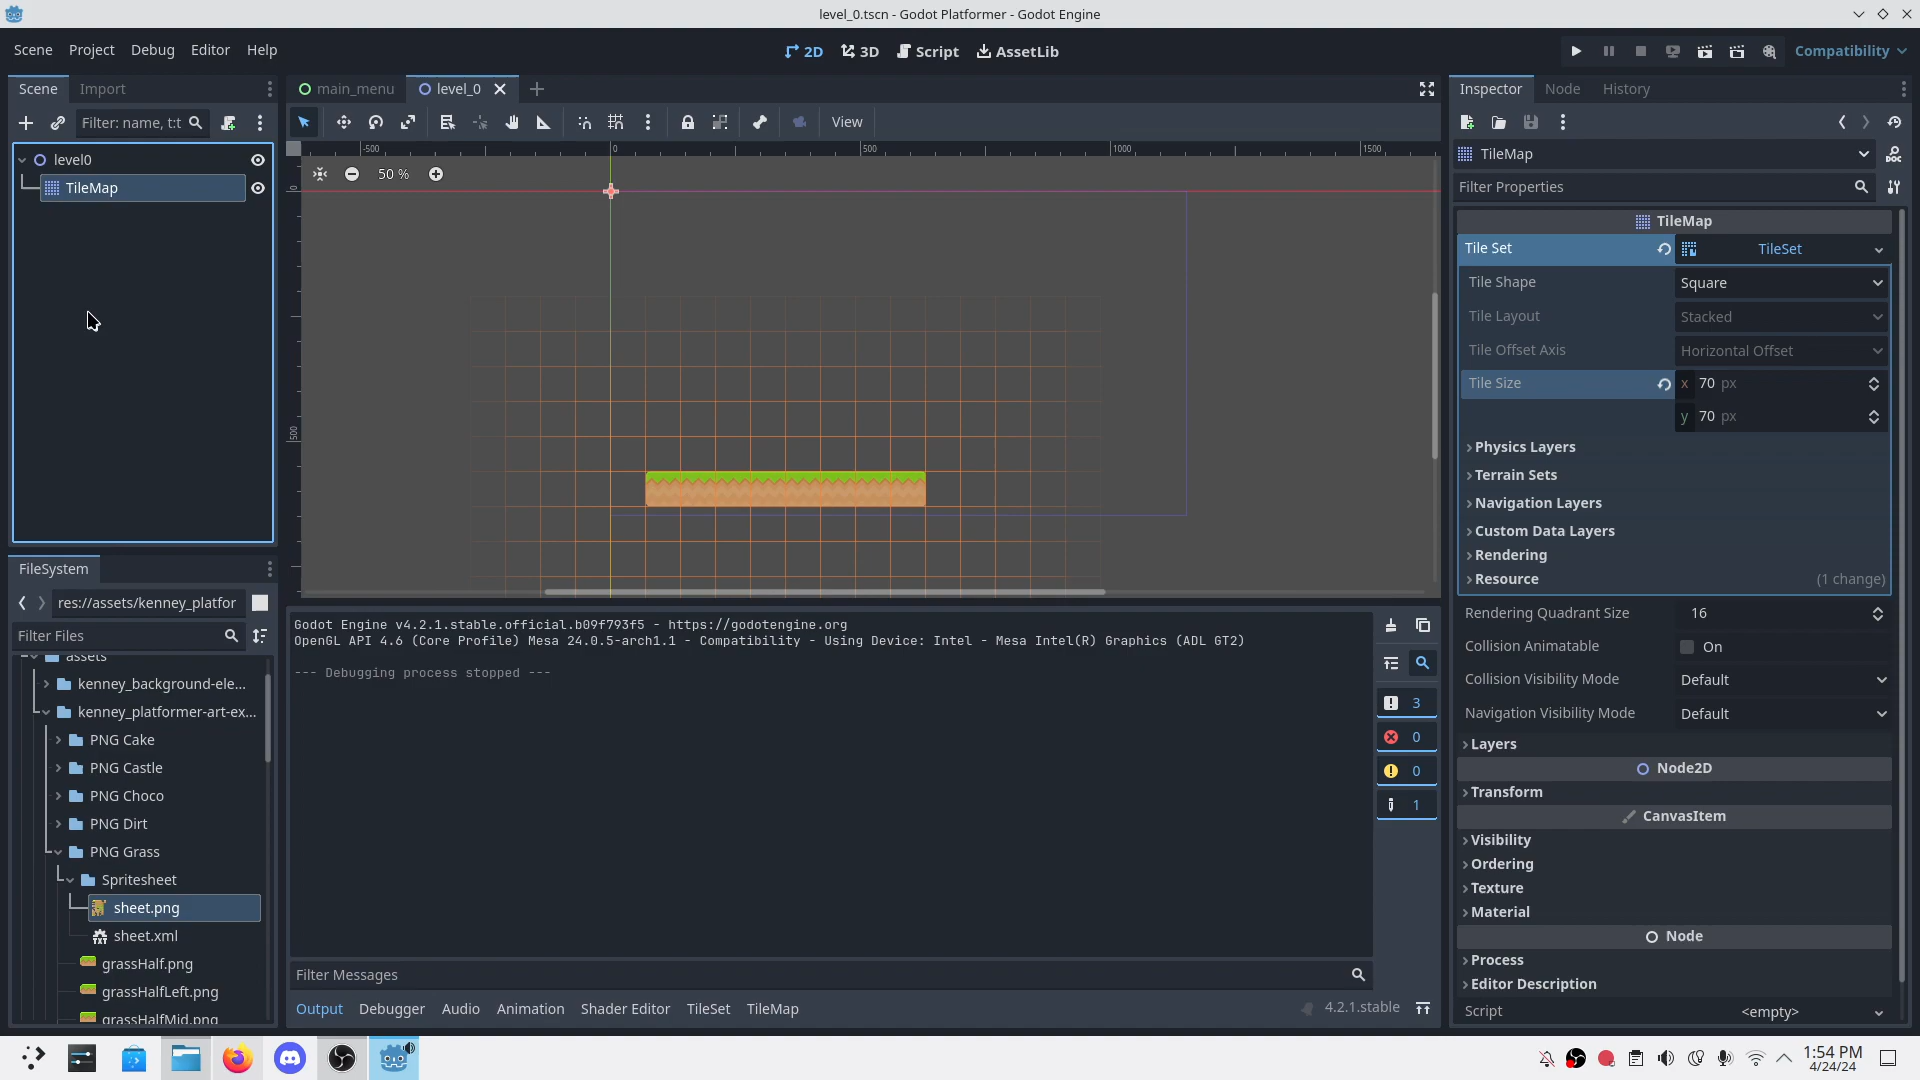 level_0.tscn - Godot Platformer - Godot Engine
Scene Project Debug Editor Help
2D 3D Script AssetLib
Compatibility
Scene Import
main_menu level_0
Inspector Node History
Filter: name, t:t
View
level0
TileMap
-500 0 500 1000 1500
50 %
0
500
TileMap
Filter Properties
TileMap
Tile Set TileSet
Tile Shape Square
Tile Layout Stacked
Tile Offset Axis Horizontal Offset
Tile Size x 70 px
y 70 px
Physics Layers
Terrain Sets
Navigation Layers
Custom Data Layers
Rendering
Resource (1 change)
Rendering Quadrant Size 16
Collision Animatable On
Collision Visibility Mode Default
Navigation Visibility Mode Default
Layers
Node2D
Transform
CanvasItem
Visibility
Ordering
Texture
Material
Node
Process
Editor Description
Script <empty>
FileSystem
res://assets/kenney_platfor
Filter Files
assets
kenney_background-ele...
kenney_platformer-art-ex...
PNG Cake
PNG Castle
PNG Choco
PNG Dirt
PNG Grass
Spritesheet
sheet.png
sheet.xml
grassHalf.png
grassHalfLeft.png
grassHalfMid.png
Godot Engine v4.2.1.stable.official.b09f793f5 - https://godotengine.org
OpenGL API 4.6 (Core Profile) Mesa 24.0.5-arch1.1 - Compatibility - Using Device: Intel - Mesa Intel(R) Graphics (ADL GT2)
--- Debugging process stopped ---
3
0
0
1
Filter Messages
Output Debugger Audio Animation Shader Editor TileSet TileMap
4.2.1.stable
1:54 PM
4/24/24